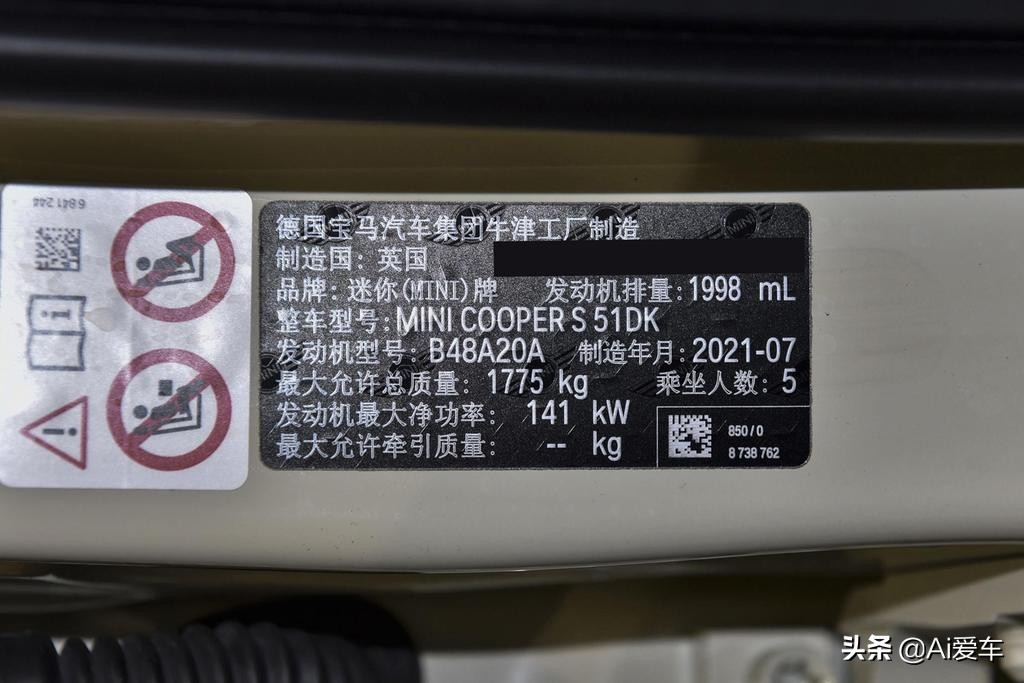 6841244
德国宝马汽车集团牛津工厂制造
制造国：英国
品牌：迷你(MINI)牌 发动机排量：1998 mL
整车型号：MINI COOPER S 51DK
发动机型号：B48A20A 制造年月：2021-07
最大允许总质量：1775 kg 乘坐人数：5
发动机最大净功率：141 kW
最大允许牵引质量：-- kg
850/0
8 738 762
MINI
头条 @Ai爱车